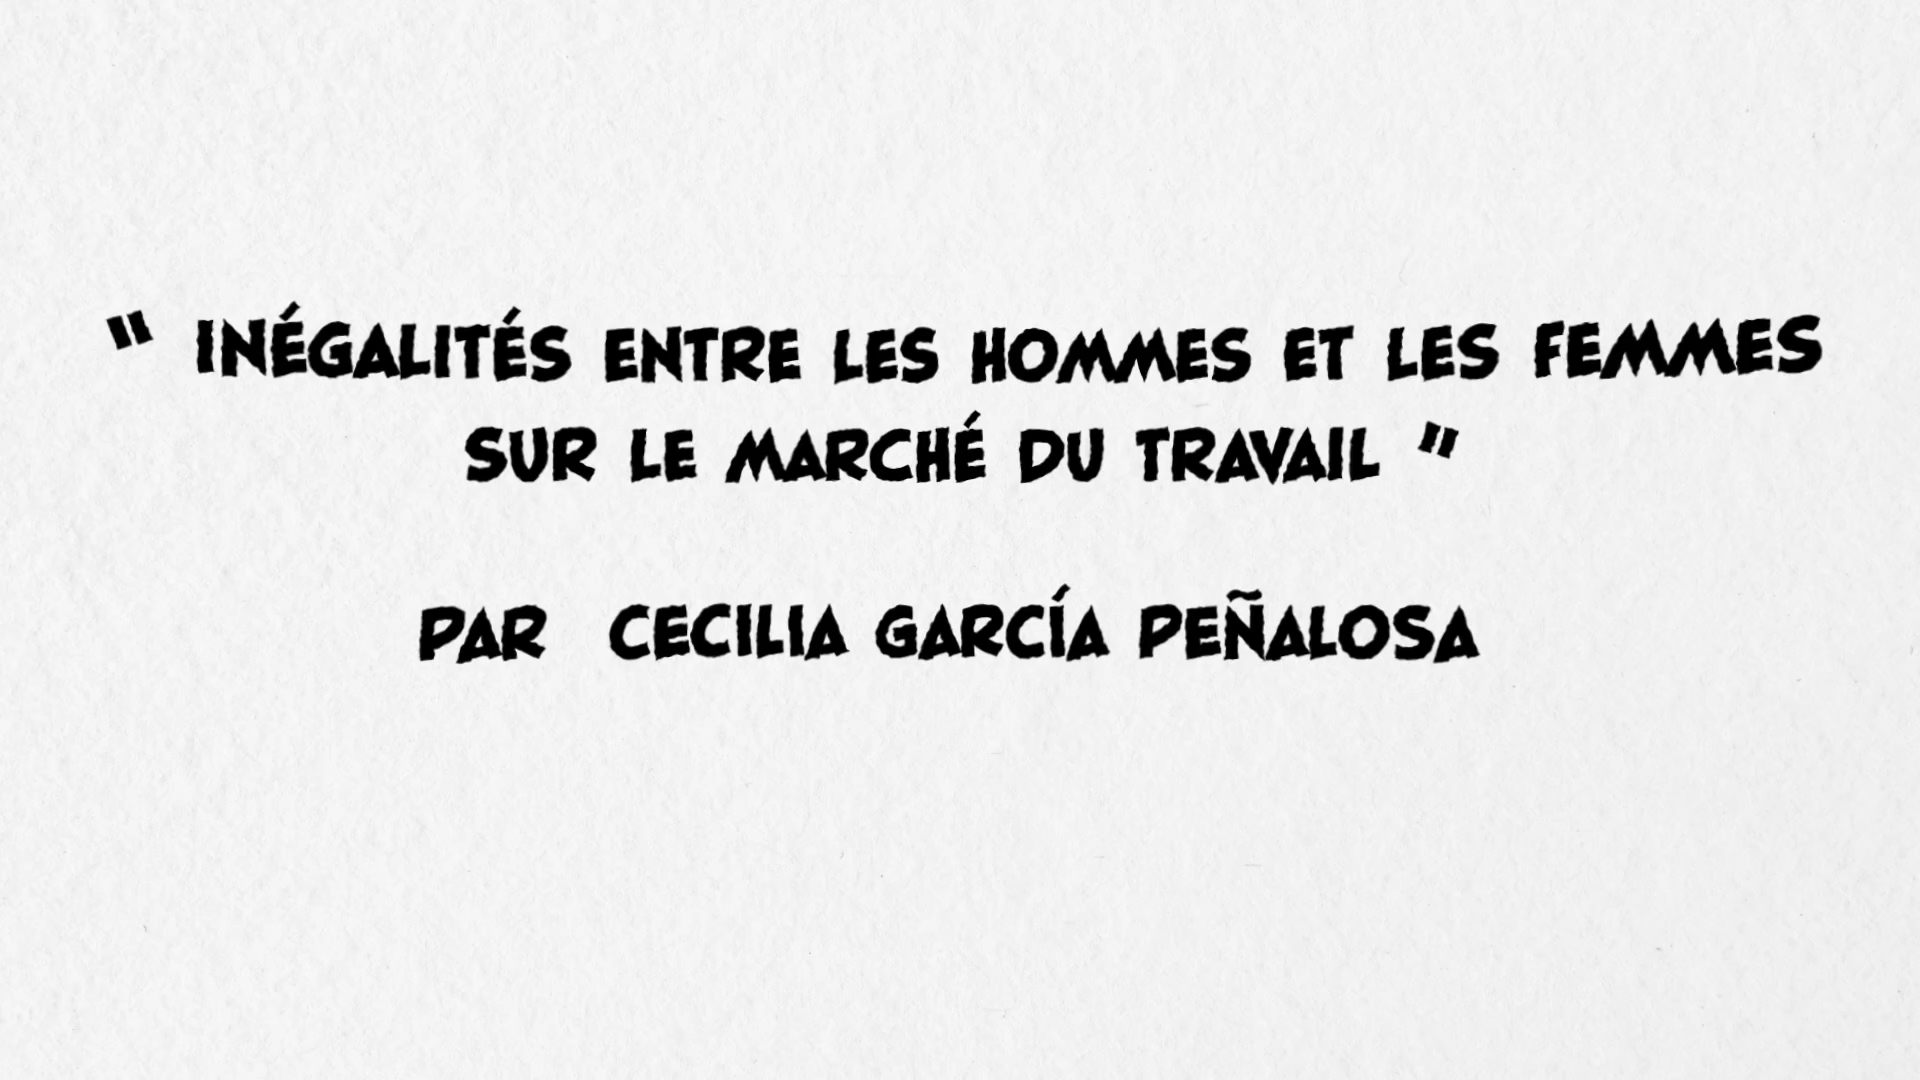 “ INÉGALITÉS ENTRE LES HOMMES ET LES FEMMES
SUR LE MARCHÉ DU TRAVAIL ”
PAR CECILIA GARCÍA PEÑALOSA